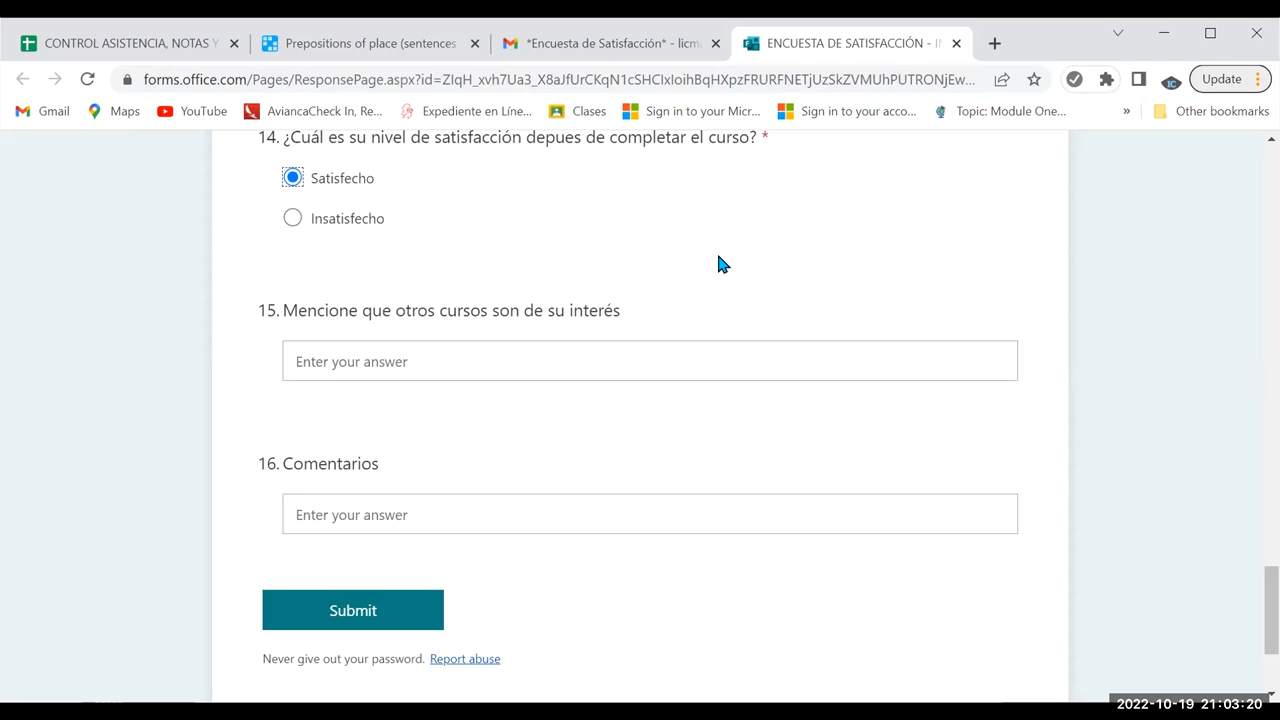 CONTROL ASISTENCIA, NOTAS Y
Prepositions of place (sentences
*Encuesta de Satisfacción* - licm
ENCUESTA DE SATISFACCIÓN - IN
forms.office.com/Pages/ResponsePage.aspx?id=ZIqH_xvh7Ua3_X8aJfUrCKqN1cSHCIxIoihBqHXpzFRURFNETjUzSkZVMUhPUTRONjEw...
Update
Gmail
Maps
YouTube
AviancaCheck In, Re...
Expediente en Líne...
Clases
Sign in to your Micr...
Sign in to your acco...
Topic: Module One...
»
Other bookmarks
14. ¿Cuál es su nivel de satisfacción depues de completar el curso? *
Satisfecho
Insatisfecho
15. Mencione que otros cursos son de su interés
Enter your answer
16. Comentarios
Enter your answer
Submit
Never give out your password. Report abuse
2022-10-19 21:03:20